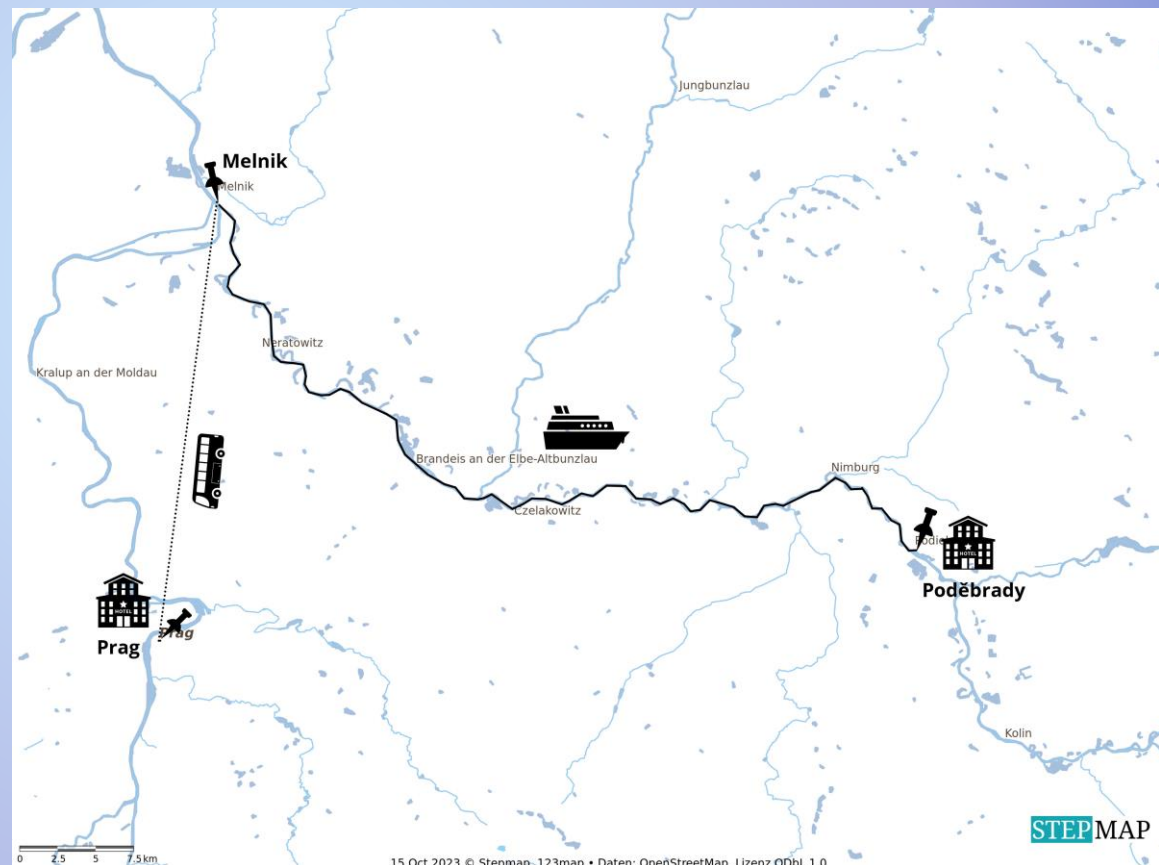 Jungbunzlau
Melnik
Melnik
Neratowitz
Kralup an der Moldau
Brandeis an der Elbe-Altbunzlau
Nimburg
Czelakowitz
HOTEL
Poděbrady
HOTEL
Prag
Prag
Kolin
STEPMAP
0 2.5 5 7.5 km
15 Oct 2023 © Stepmap, 123map • Daten: OpenStreetMap, Lizenz ODbL 1.0